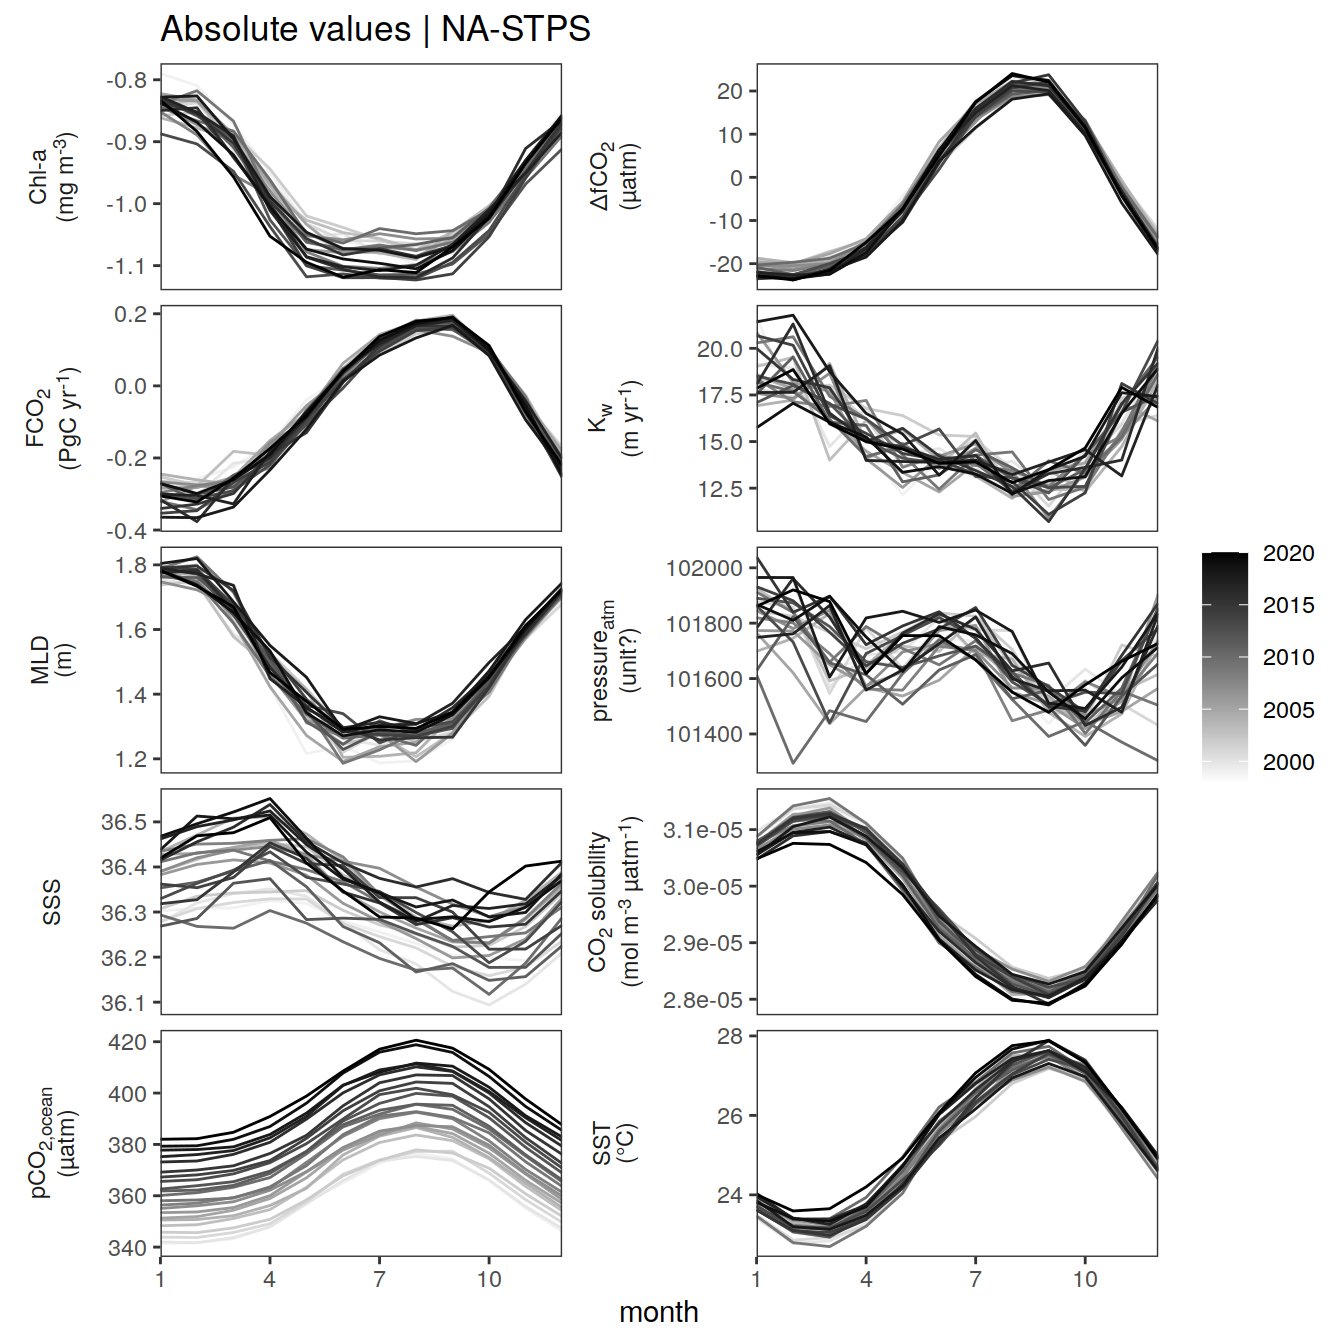 Absolute values | NA-STPS
Chl-a
(mg m-3)
-0.8
-0.9
-1.0
-1.1
ΔfCO2
(µatm)
20
10
0
-10
-20
FCO2
(PgC yr-1)
0.2
0.0
-0.2
-0.4
Kw
(m yr-1)
20.0
17.5
15.0
12.5
MLD
(m)
1.8
1.6
1.4
1.2
pressureatm
(unit?)
102000
101800
101600
101400
SSS
36.5
36.4
36.3
36.2
36.1
CO2 solubility
(mol m-3 µatm-1)
3.1e-05
3.0e-05
2.9e-05
2.8e-05
pCO2,ocean
(µatm)
420
400
380
360
340
1 4 7 10
SST
(°C)
28
26
24
1 4 7 10
month
2020
2015
2010
2005
2000